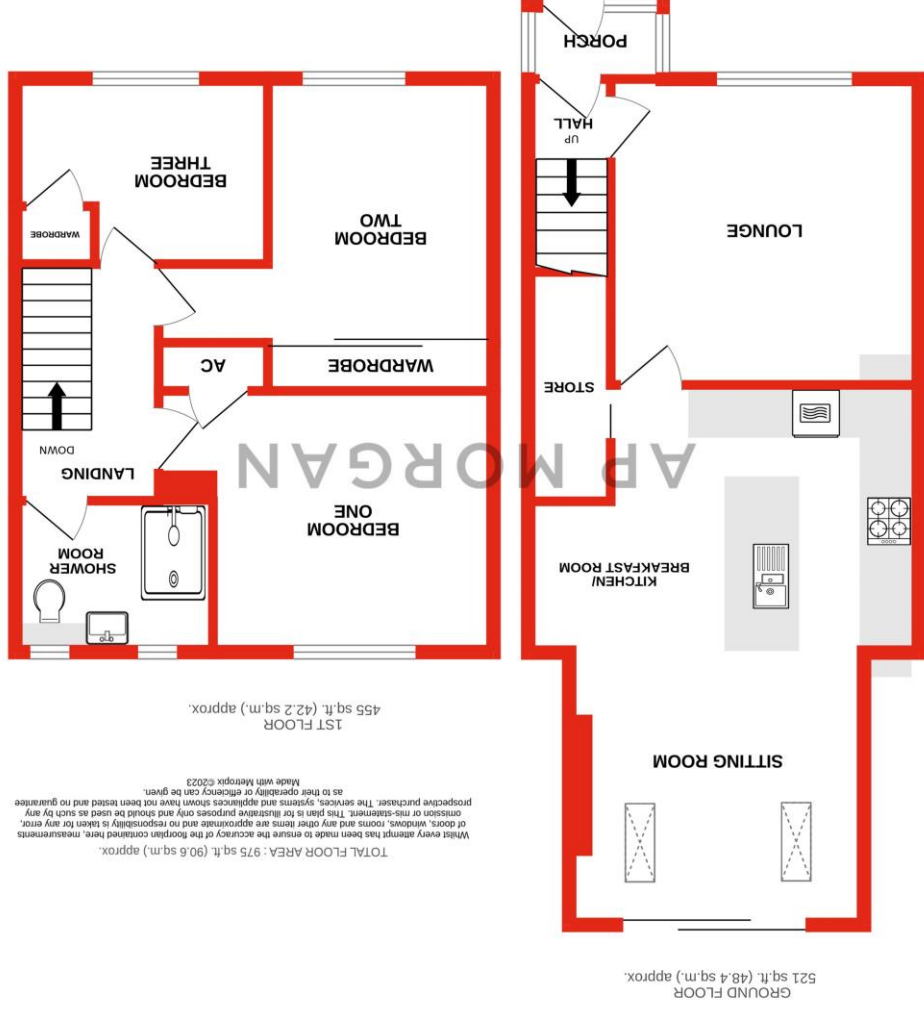 GROUND FLOOR
521 sq.ft. (48.4 sq.m.) approx.
SITTING ROOM
KITCHEN/
BREAKFAST ROOM
STORE
LOUNGE
UP
HALL
PORCH
1ST FLOOR
455 sq.ft. (42.2 sq.m.) approx.
SHOWER
ROOM
BEDROOM
ONE
LANDING
DOWN
AC
WARDROBE
BEDROOM
TWO
WARDROBE
BEDROOM
THREE
AP MORGAN
TOTAL FLOOR AREA : 975 sq.ft. (90.6 sq.m.) approx.
Whilst every attempt has been made to ensure the accuracy of the floorplan contained here, measurements
of doors, windows, rooms and any other items are approximate and no responsibility is taken for any error,
omission or mis-statement. This plan is for illustrative purposes only and should be used as such by any
prospective purchaser. The services, systems and appliances shown have not been tested and no guarantee
as to their operability or efficiency can be given.
Made with Metropix ©2023